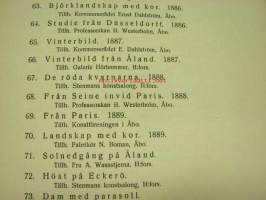 63. Björklandskap med kor. 1886.
Tillh. Kommerserådet Ernst Dahlström, Åbo.
64. Studie från Düsseldorff. 1886.
Tillh. Professorskan H. Westerholm, Åbo.
65. Vinterbild. 1887.
Tillh. Kommerserådet E. Dahlström, Åbo.
66. Vinterbild från Åland. 1887.
Tillh. Galerie Hörhammer, H:fors.
67. De röda kvarnarna. 1888.
Tillh. Stenmans konstsalong, H:fors.
68. Från Seine invid Paris. 1888.
Tillh. Professorskan H. Westerholm, Åbo.
69. Från Paris. 1889.
Tillh. Konstföreningen i Åbo.
70. Landskap med kor. 1889.
Tillh. Fabrikör N. Boman, Åbo.
71. Solnedgång på Åland.
Tillh. Fru A. Wasastjerna, H:fors.
72. Höst på Eckerö.
Tillh. Stenmans konstsalong, H:fors.
73. Dam med parasoll.